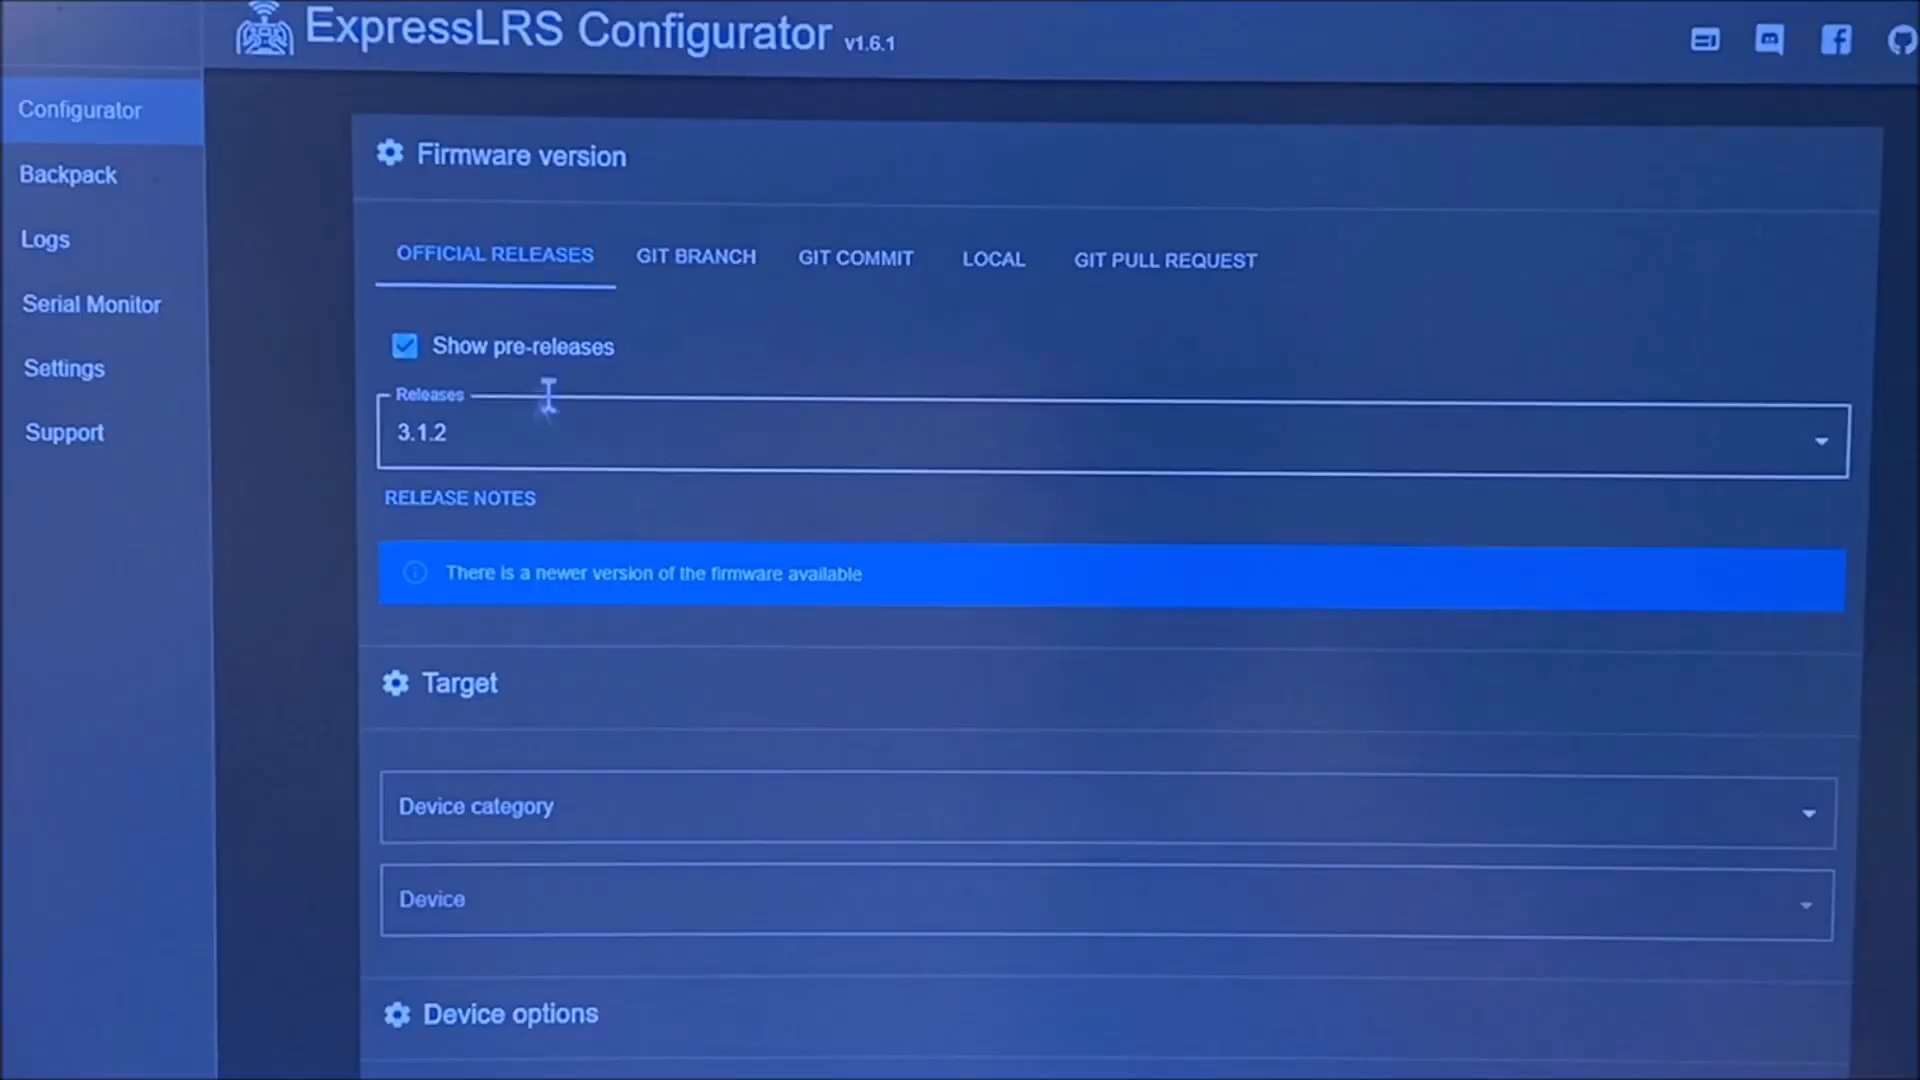 ExpressLRS Configurator v1.6.1
Configurator
Backpack
Logs
Serial Monitor
Settings
Support
Firmware version
OFFICIAL RELEASES
GIT BRANCH
GIT COMMIT
LOCAL
GIT PULL REQUEST
Show pre-releases
Releases
3.1.2
RELEASE NOTES
There is a newer version of the firmware available
Target
Device category
Device
Device options